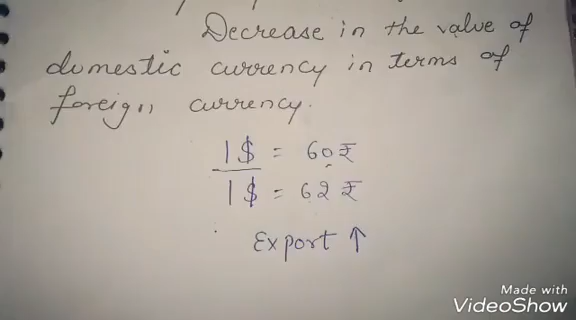 Decrease in the value of
domestic currency in terms of
foreign currency.
1$ = 60₹
1$ = 62₹
Export ↑
Made with
VideoShow